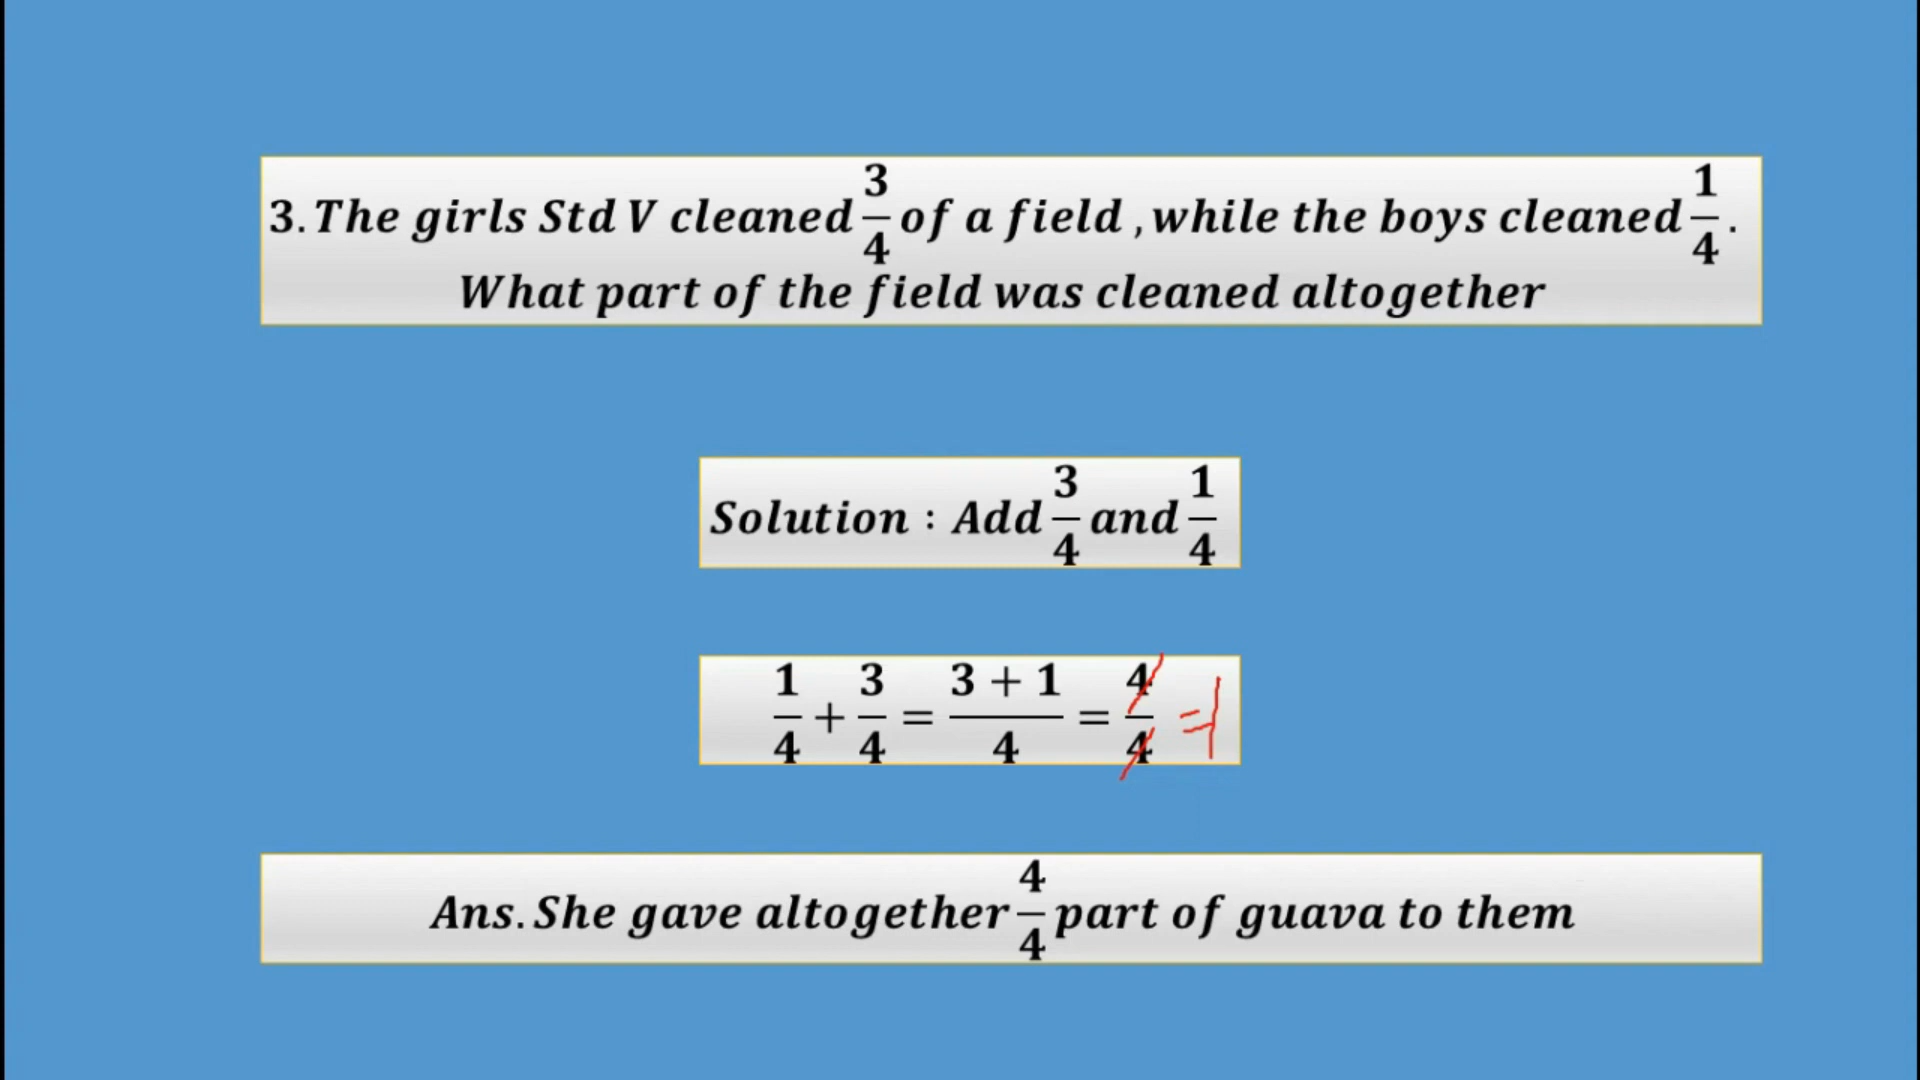 3. The girls Std V cleaned 3/4 of a field , while the boys cleaned 1/4 .
What part of the field was cleaned altogether
Solution : Add 3/4 and 1/4
1/4 + 3/4 = (3 + 1)/4 = 4/4 =1
Ans. She gave altogether 4/4 part of guava to them